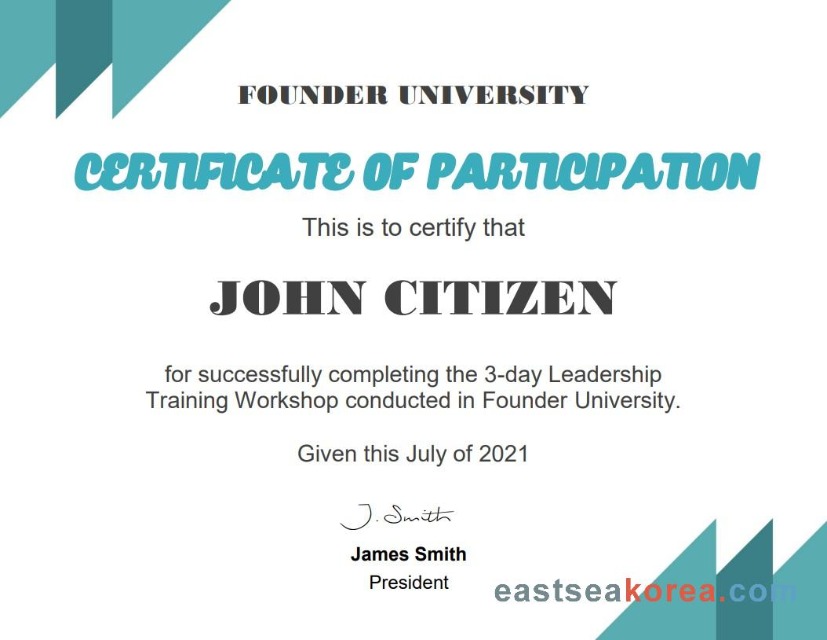 FOUNDER UNIVERSITY
CERTIFICATE OF PARTICIPATION
This is to certify that
JOHN CITIZEN
for successfully completing the 3-day Leadership
Training Workshop conducted in Founder University.
Given this July of 2021
J. Smith
James Smith
President
eastseakorea.com